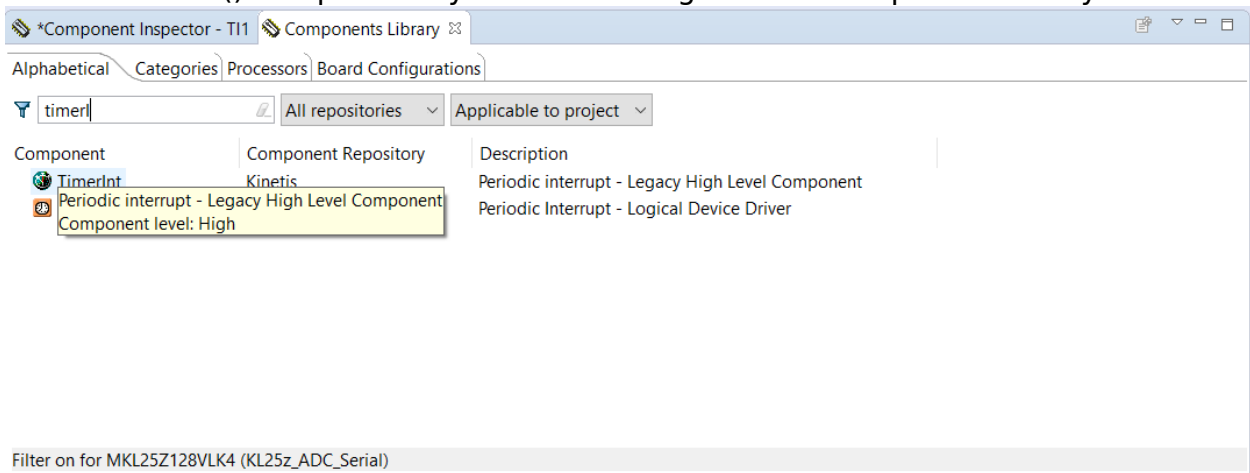 *Component Inspector - TI1 Components Library
Alphabetical Categories Processors Board Configurations
timerI All repositories Applicable to project
Component Component Repository Description
TimerInt Kinetis Periodic interrupt - Legacy High Level Component
Periodic interrupt - Legacy High Level Component
Periodic Interrupt - Logical Device Driver
Component level: High
Filter on for MKL25Z128VLK4 (KL25z_ADC_Serial)